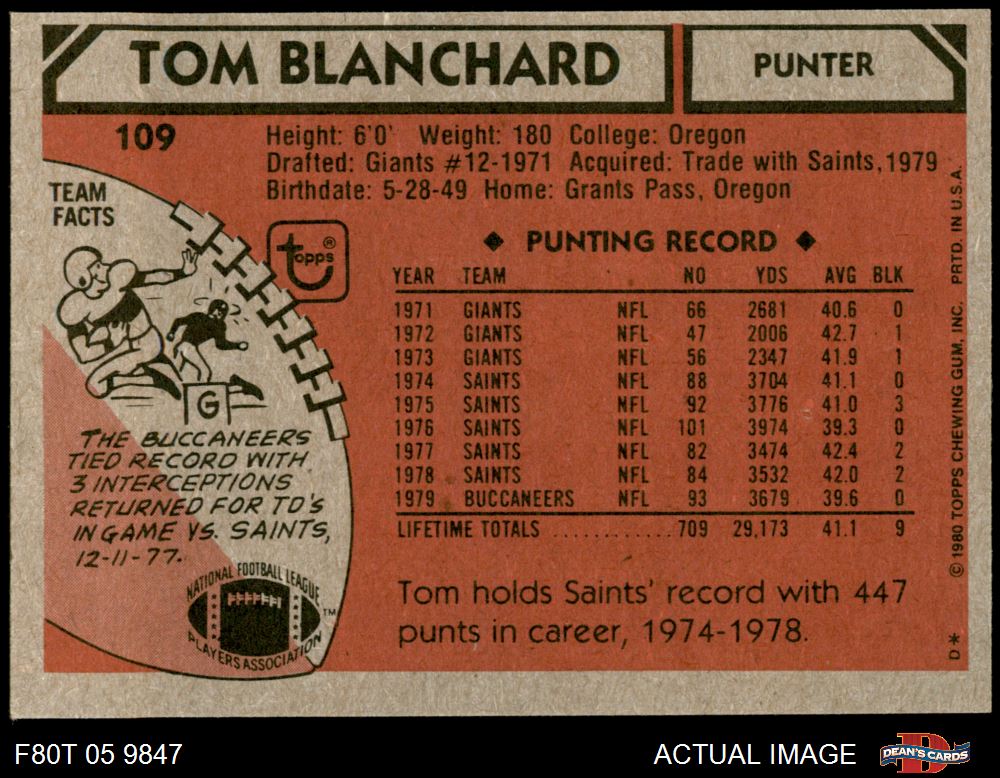 TOM BLANCHARD
PUNTER
109
Height: 6'0' Weight: 180 College: Oregon
Drafted: Giants #12-1971 Acquired: Trade with Saints, 1979
Birthdate: 5-28-49 Home: Grants Pass, Oregon
TEAM
FACTS
topps ®
◆ PUNTING RECORD ◆
YEAR TEAM NO YDS AVG BLK
1971 GIANTS NFL 66 2681 40.6 0
1972 GIANTS NFL 47 2006 42.7 1
1973 GIANTS NFL 56 2347 41.9 1
1974 SAINTS NFL 88 3704 41.1 0
1975 SAINTS NFL 92 3776 41.0 3
1976 SAINTS NFL 101 3974 39.3 0
1977 SAINTS NFL 82 3474 42.4 2
1978 SAINTS NFL 84 3532 42.0 2
1979 BUCCANEERS NFL 93 3679 39.6 0
LIFETIME TOTALS ............ 709 29,173 41.1 9
G
THE BUCCANEERS
TIED RECORD WITH
3 INTERCEPTIONS
RETURNED FOR TD'S
IN GAME VS. SAINTS,
12-11-77.
NATIONAL FOOTBALL LEAGUE
PLAYERS ASSOCIATION
TM
Tom holds Saints' record with 447
punts in career, 1974-1978.
D* © 1980 TOPPS CHEWING GUM, INC. PRTD. IN U.S.A.
F80T 05 9847
ACTUAL IMAGE
D
DEAN'S CARDS